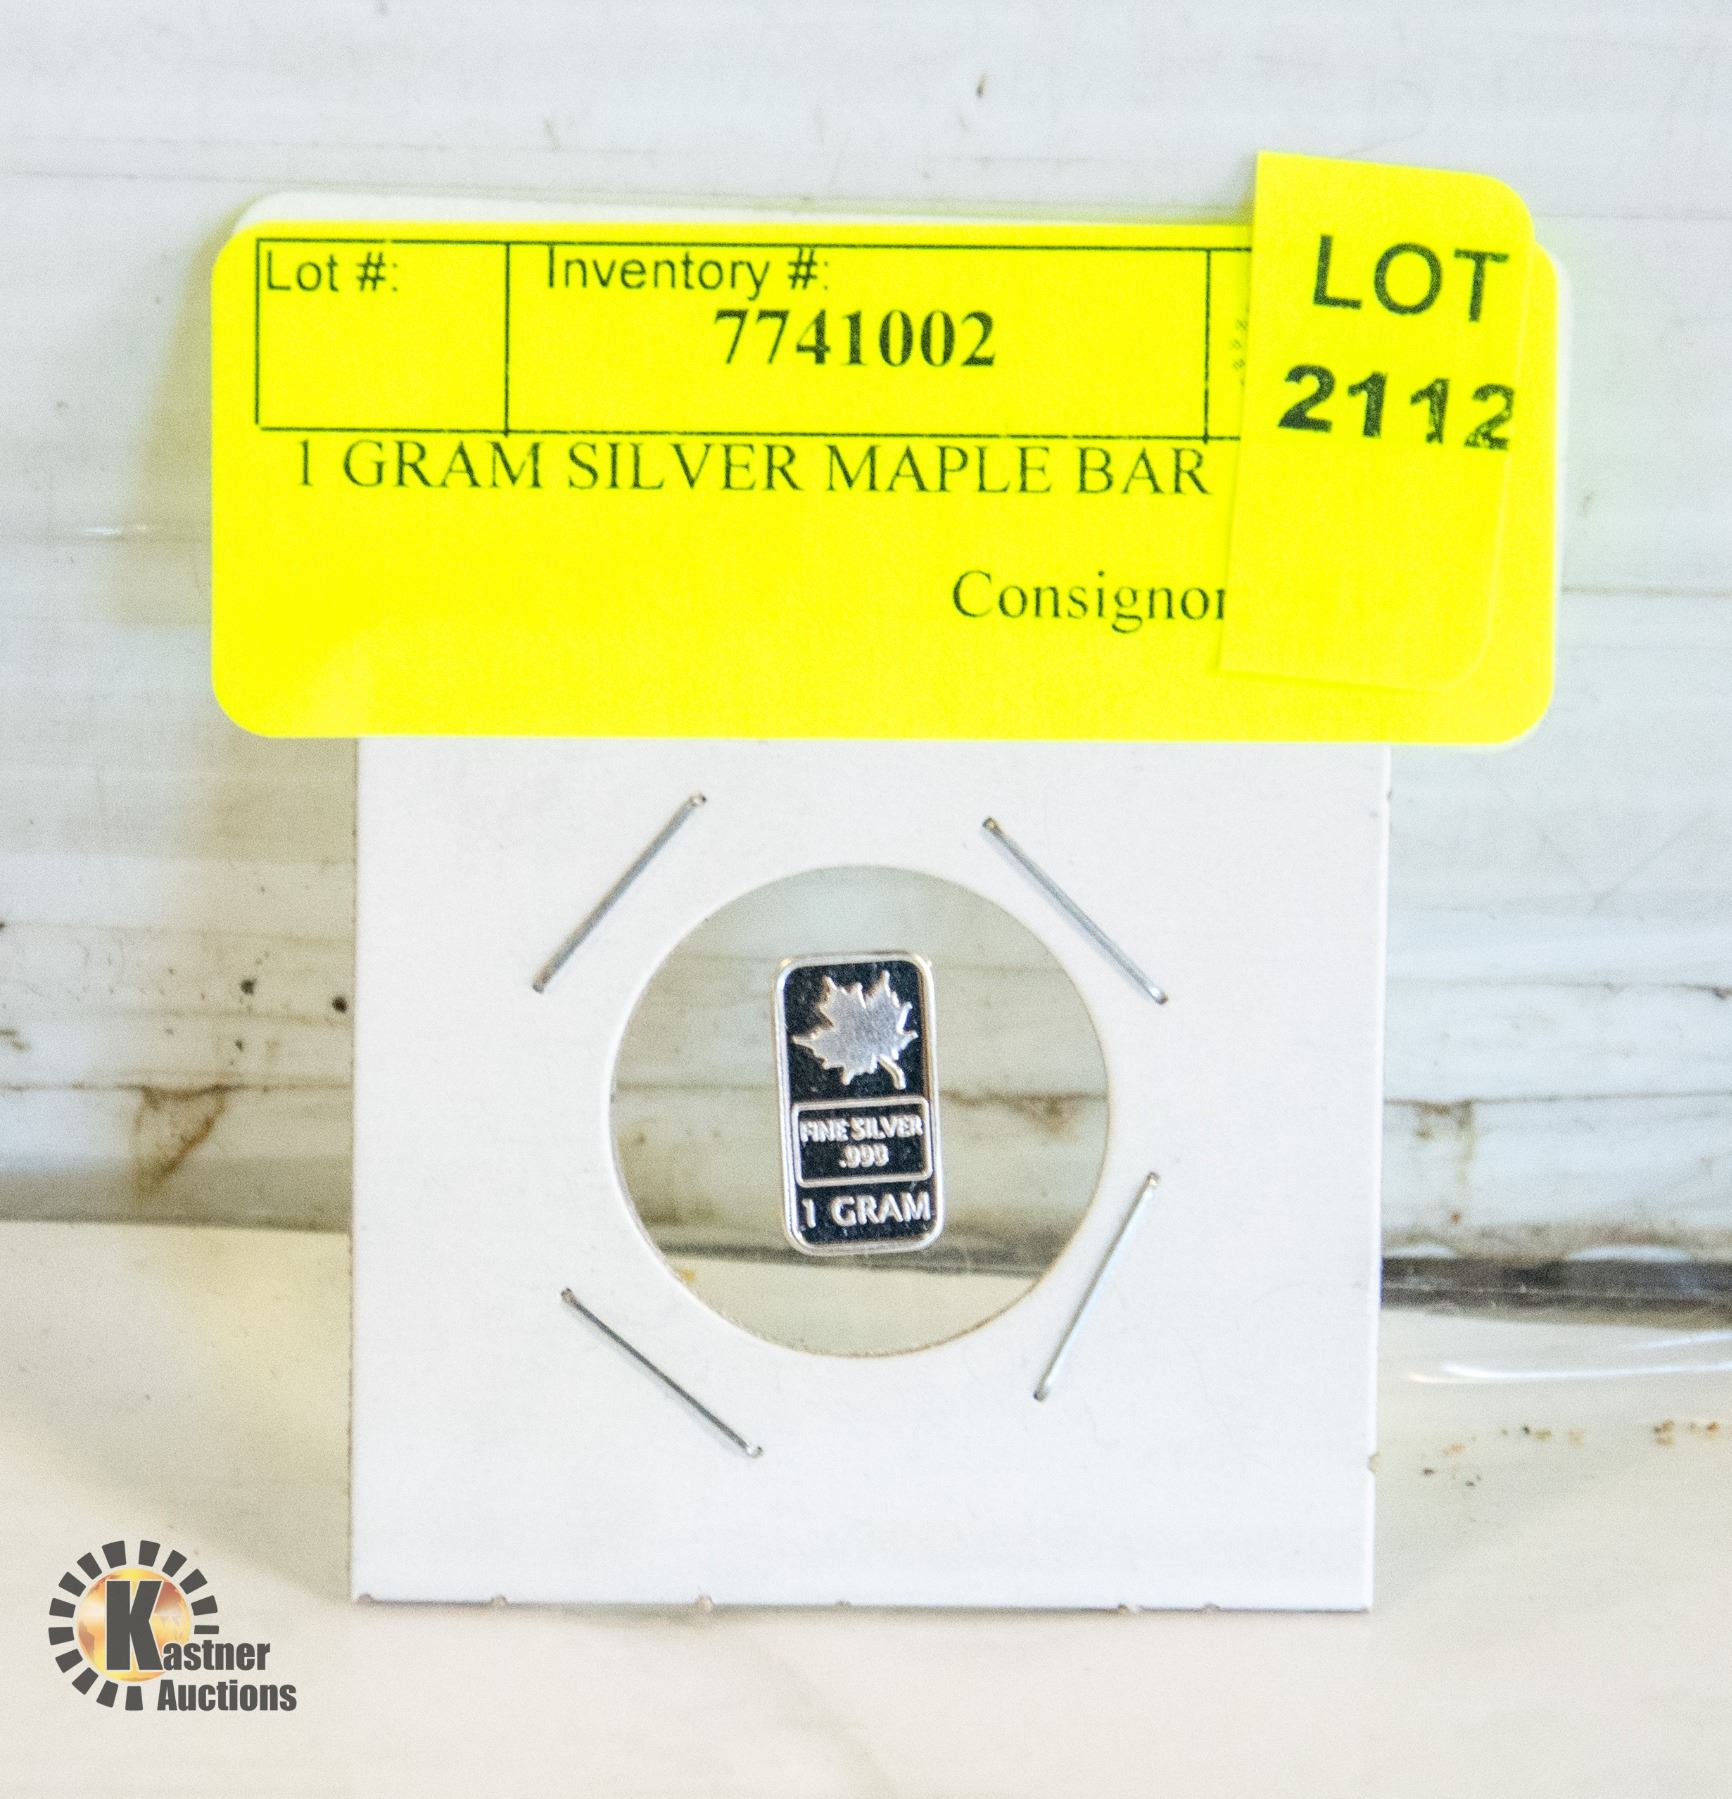 Lot #:
Inventory #:
7741002
LOT
2112
1 GRAM SILVER MAPLE BAR
Consignor
FINE SILVER
.999
1 GRAM
Kastner
Auctions